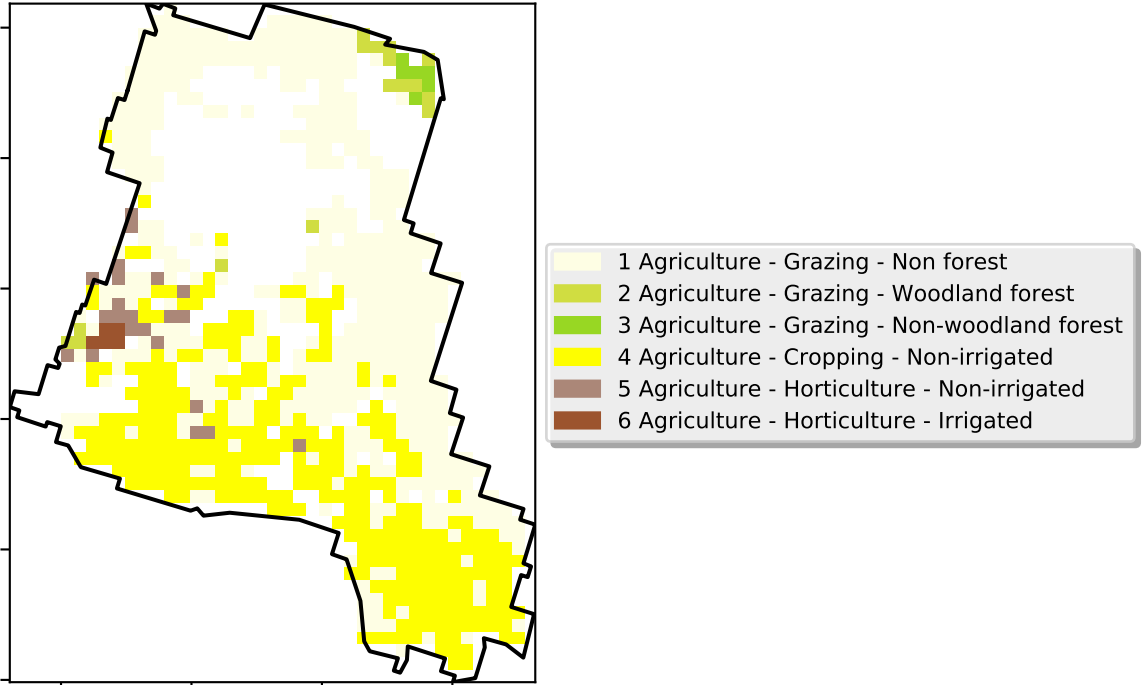 1 Agriculture - Grazing - Non forest
2 Agriculture - Grazing - Woodland forest
3 Agriculture - Grazing - Non-woodland forest
4 Agriculture - Cropping - Non-irrigated
5 Agriculture - Horticulture - Non-irrigated
6 Agriculture - Horticulture - Irrigated